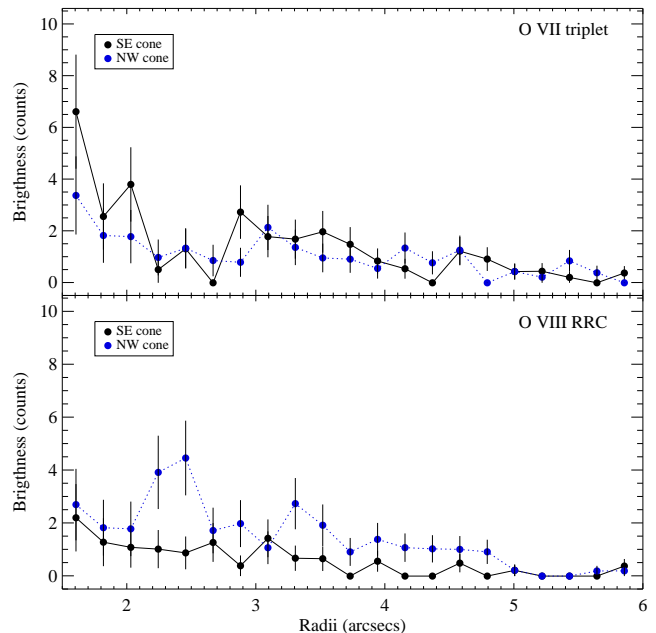 O VII triplet
SE cone
NW cone
Brigthness (counts)
10
8
6
4
2
0
O VIII RRC
SE cone
NW cone
Brigthness (counts)
10
8
6
4
2
0
2 3 4 5 6
Radii (arcsecs)